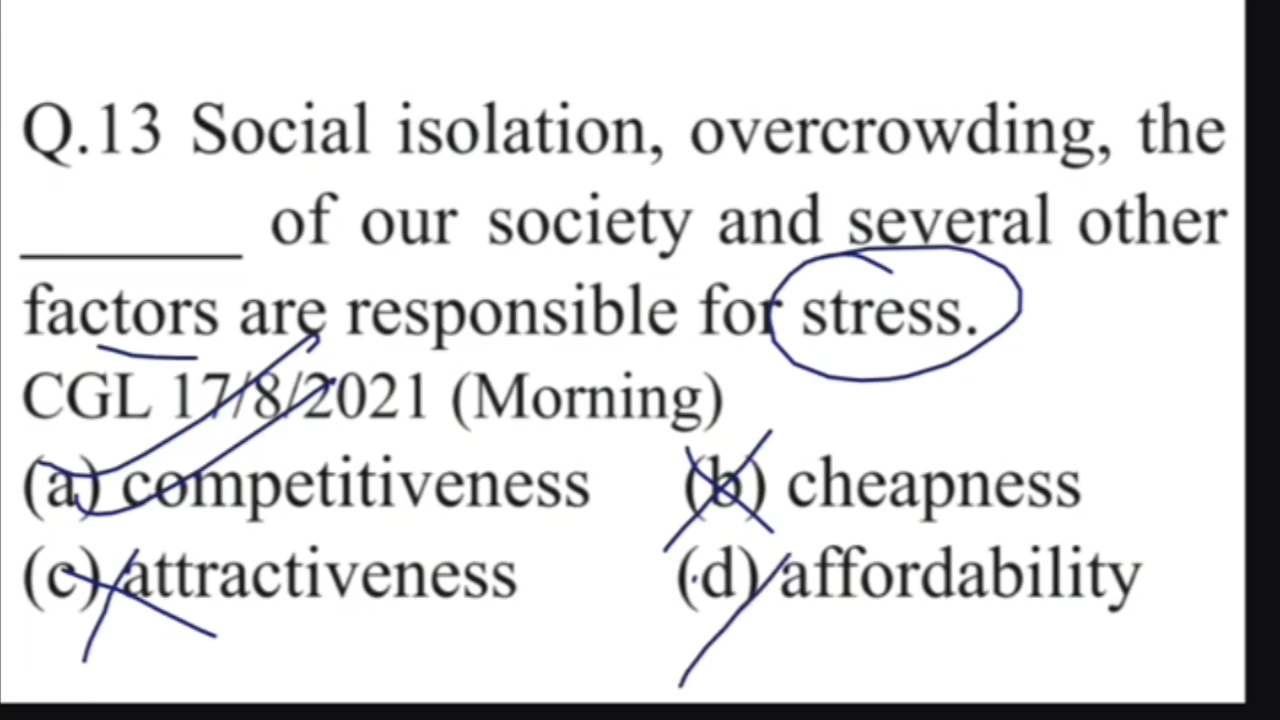 Q.13 Social isolation, overcrowding, the
________ of our society and several other
factors are responsible for stress.
CGL 17/8/2021 (Morning)
(a) competitiveness (b) cheapness
(c) attractiveness (d) affordability